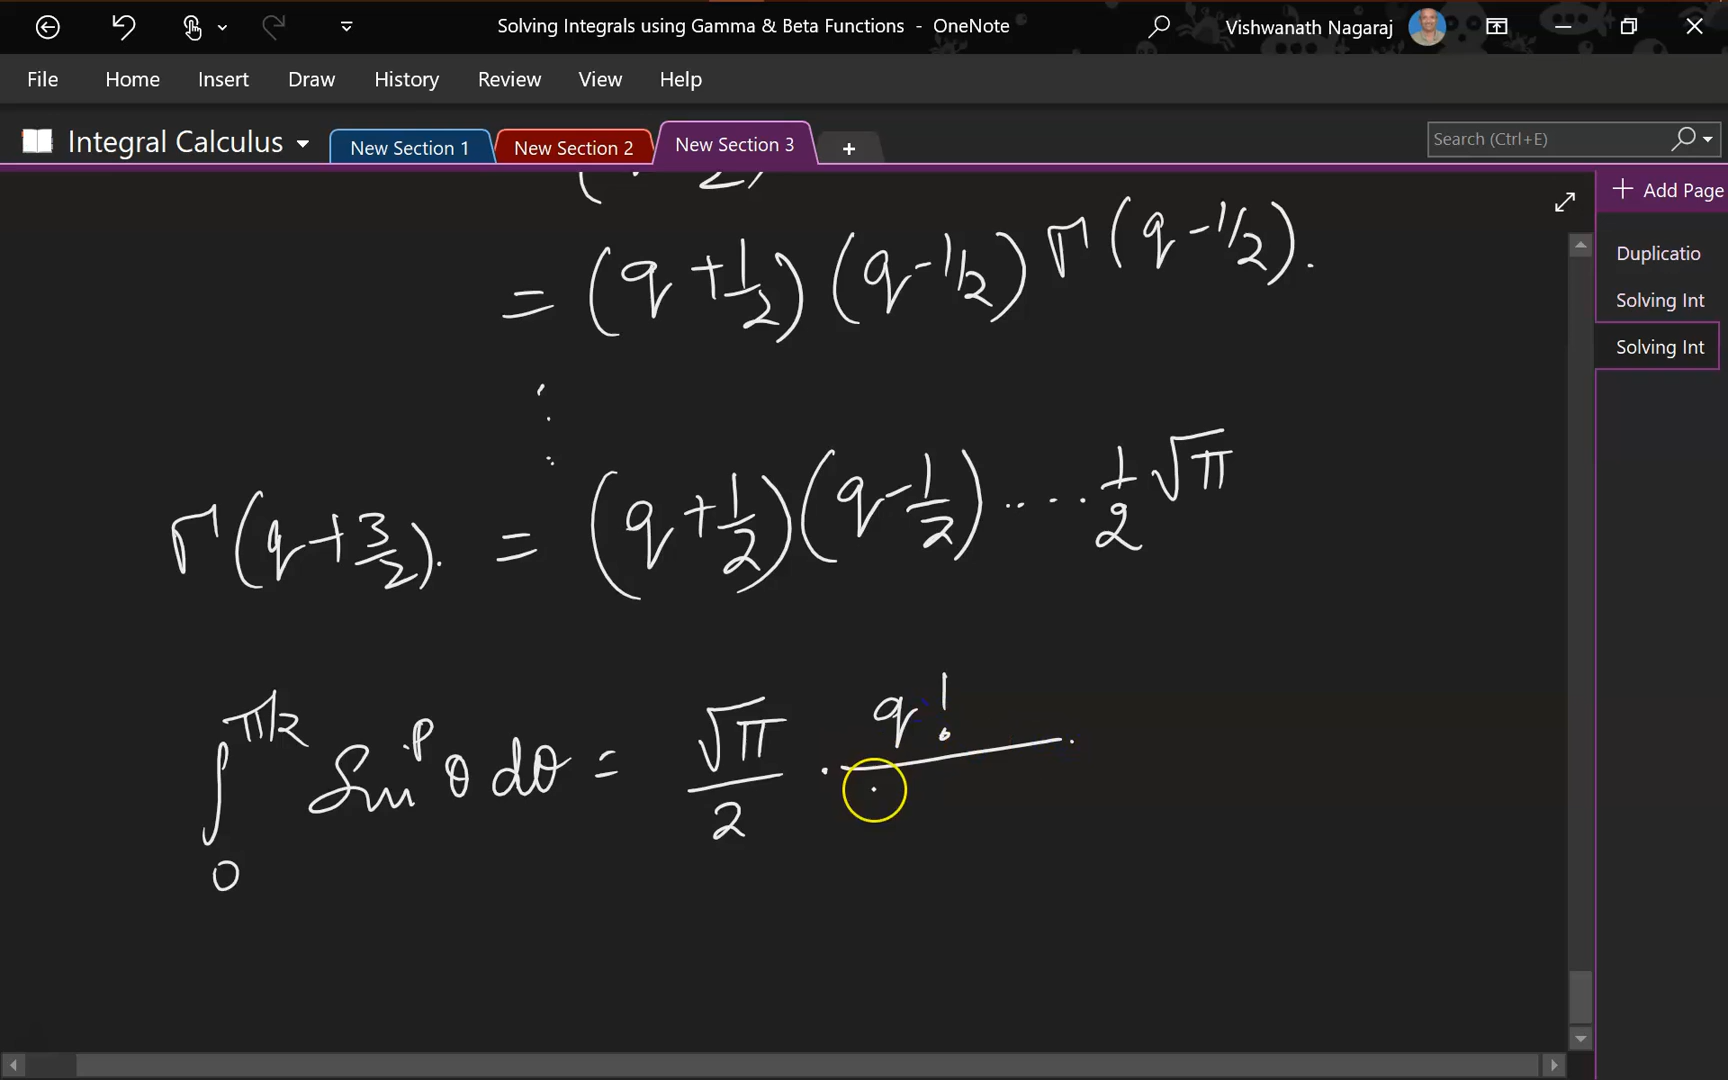 Solving Integrals using Gamma & Beta Functions - OneNote
Vishwanath Nagaraj
File Home Insert Draw History Review View Help
Integral Calculus
New Section 1
New Section 2
New Section 3
+
Search (Ctrl+E)
+ Add Page
Duplicatio
Solving Int
Solving Int
= (q + 1/2) (q - 1/2) Γ(q - 1/2).
⋮
Γ(q + 3/2). = (q + 1/2)(q - 1/2) ..... 1/2 √π
∫₀^(π/2) Sin^p θ dθ = √π/2 . q!